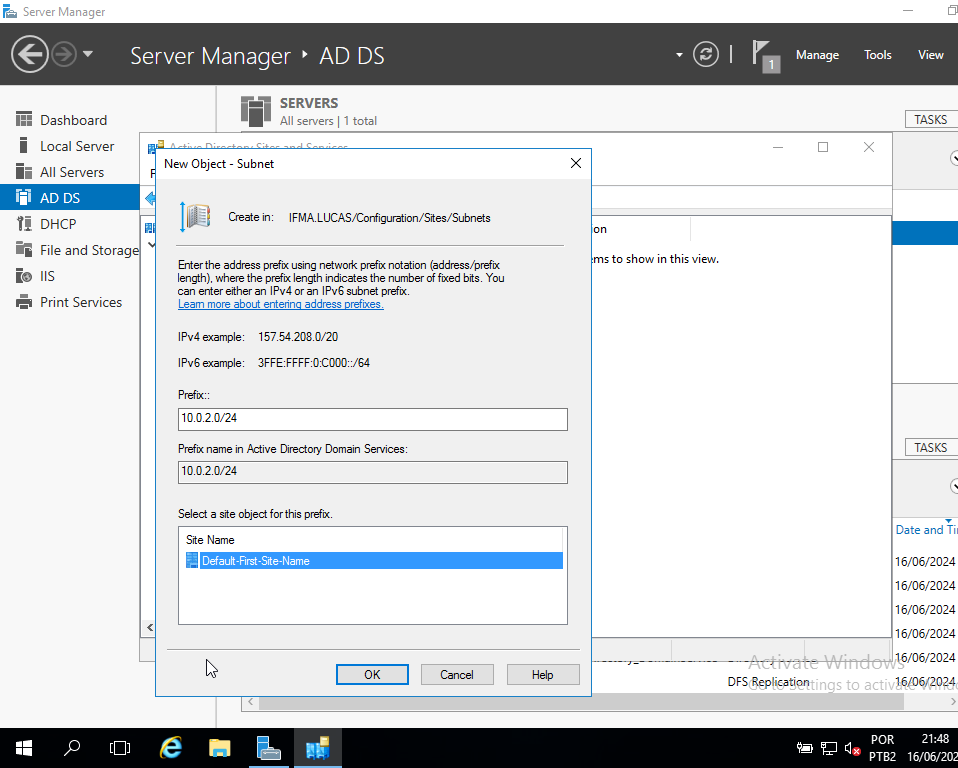 Server Manager
Server Manager ‣ AD DS
1
Manage
Tools
View
Dashboard
Local Server
All Servers
AD DS
DHCP
File and Storage
IIS
Print Services
SERVERS
All servers | 1 total
TASKS
Active Directory Sites and Services
New Object - Subnet
Create in:
IFMA.LUCAS/Configuration/Sites/Subnets
Enter the address prefix using network prefix notation (address/prefix
length), where the prefix length indicates the number of fixed bits. You
can enter either an IPv4 or an IPv6 subnet prefix.
Learn more about entering address prefixes.
IPv4 example: 157.54.208.0/20
IPv6 example: 3FFE:FFFF:0:C000::/64
Prefix::
10.0.2.0/24
Prefix name in Active Directory Domain Services:
10.0.2.0/24
Select a site object for this prefix.
Site Name
Default-First-Site-Name
OK
Cancel
Help
ion
ems to show in this view.
TASKS
Date and Ti
16/06/2024
16/06/2024
16/06/2024
16/06/2024
16/06/2024
DFS Replication
16/06/2024
Activate Windows
Go to Settings to activate Windo
POR
PTB2
21:48
16/06/202